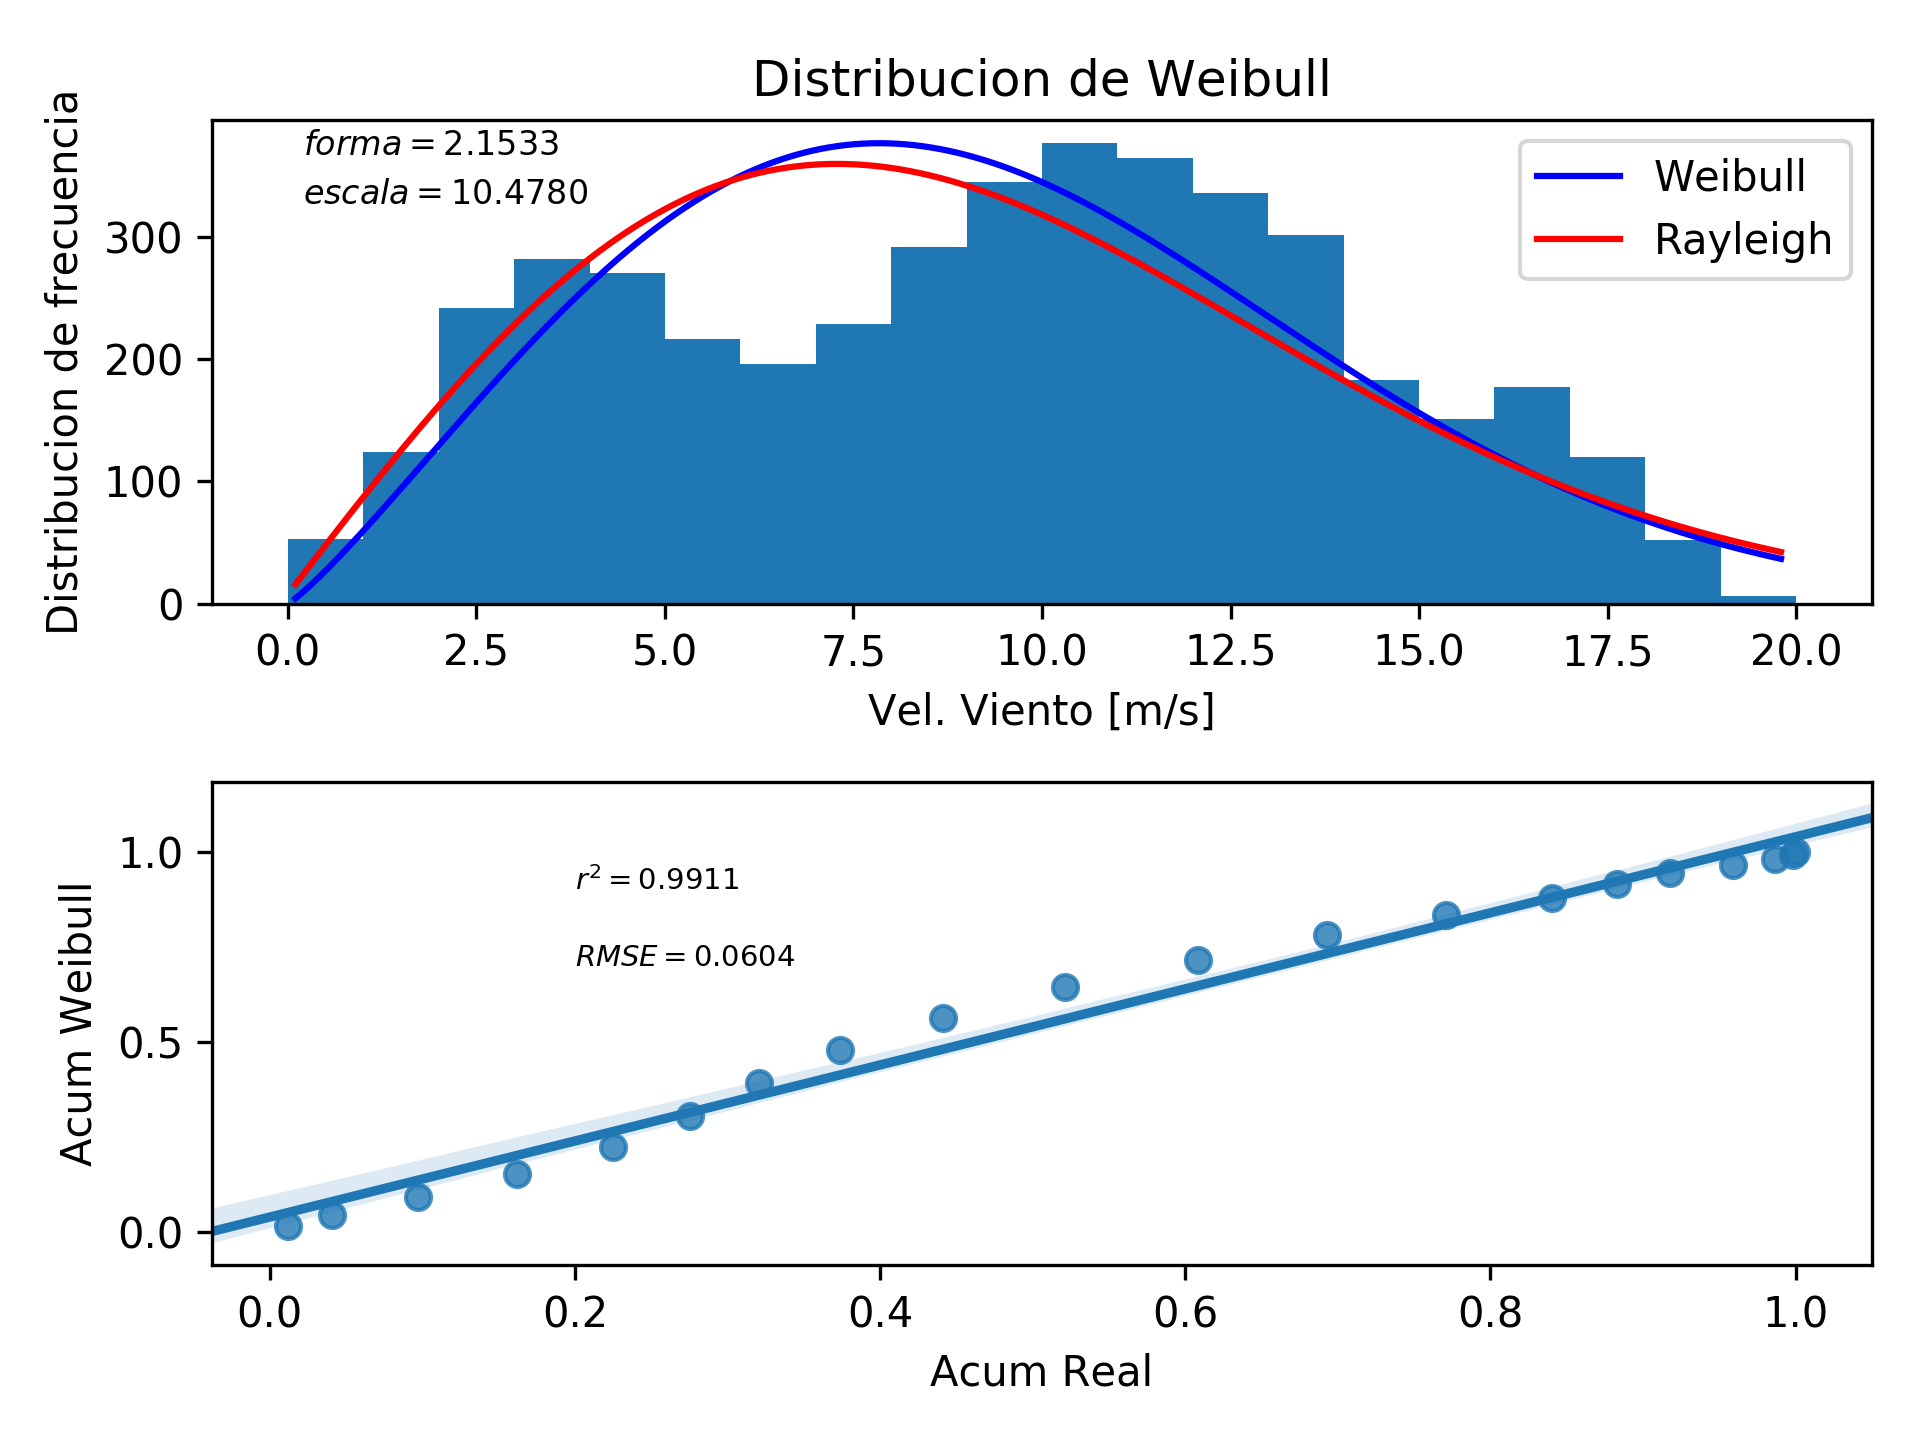 Distribucion de Weibull
forma = 2.1533
escala = 10.4780
Weibull
Rayleigh
Distribucion de frecuencia
300
200
100
0
0.0 2.5 5.0 7.5 10.0 12.5 15.0 17.5 20.0
Vel. Viento [m/s]
r² = 0.9911
RMSE = 0.0604
Acum Weibull
1.0
0.5
0.0
0.0 0.2 0.4 0.6 0.8 1.0
Acum Real